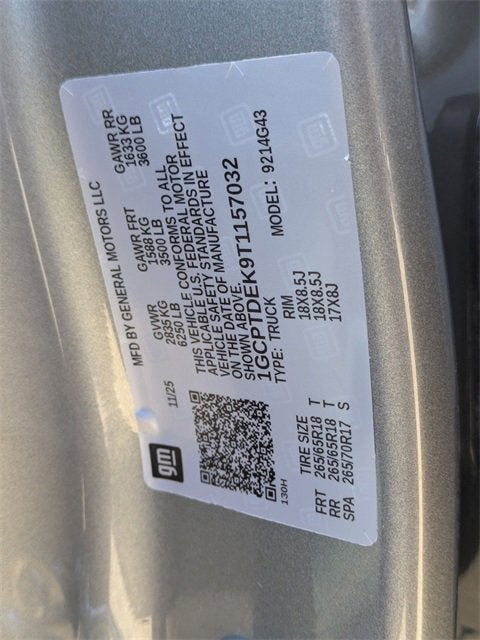 gm
11/25
MFD BY GENERAL MOTORS LLC
GVWR GAWR FRT GAWR RR
2835 KG 1588 KG 1633 KG
6250 LB 3500 LB 3600 LB
THIS VEHICLE CONFORMS TO ALL
APPLICABLE U.S. FEDERAL MOTOR
VEHICLE SAFETY STANDARDS IN EFFECT
ON THE DATE OF MANUFACTURE
SHOWN ABOVE.
1GCPTDEK9T1157032
TYPE: TRUCK MODEL: 9214G43
130H
TIRE SIZE RIM
FRT 265/65R18 T 18X8.5J
RR 265/65R18 T 18X8.5J
SPA 265/70R17 S 17X8J